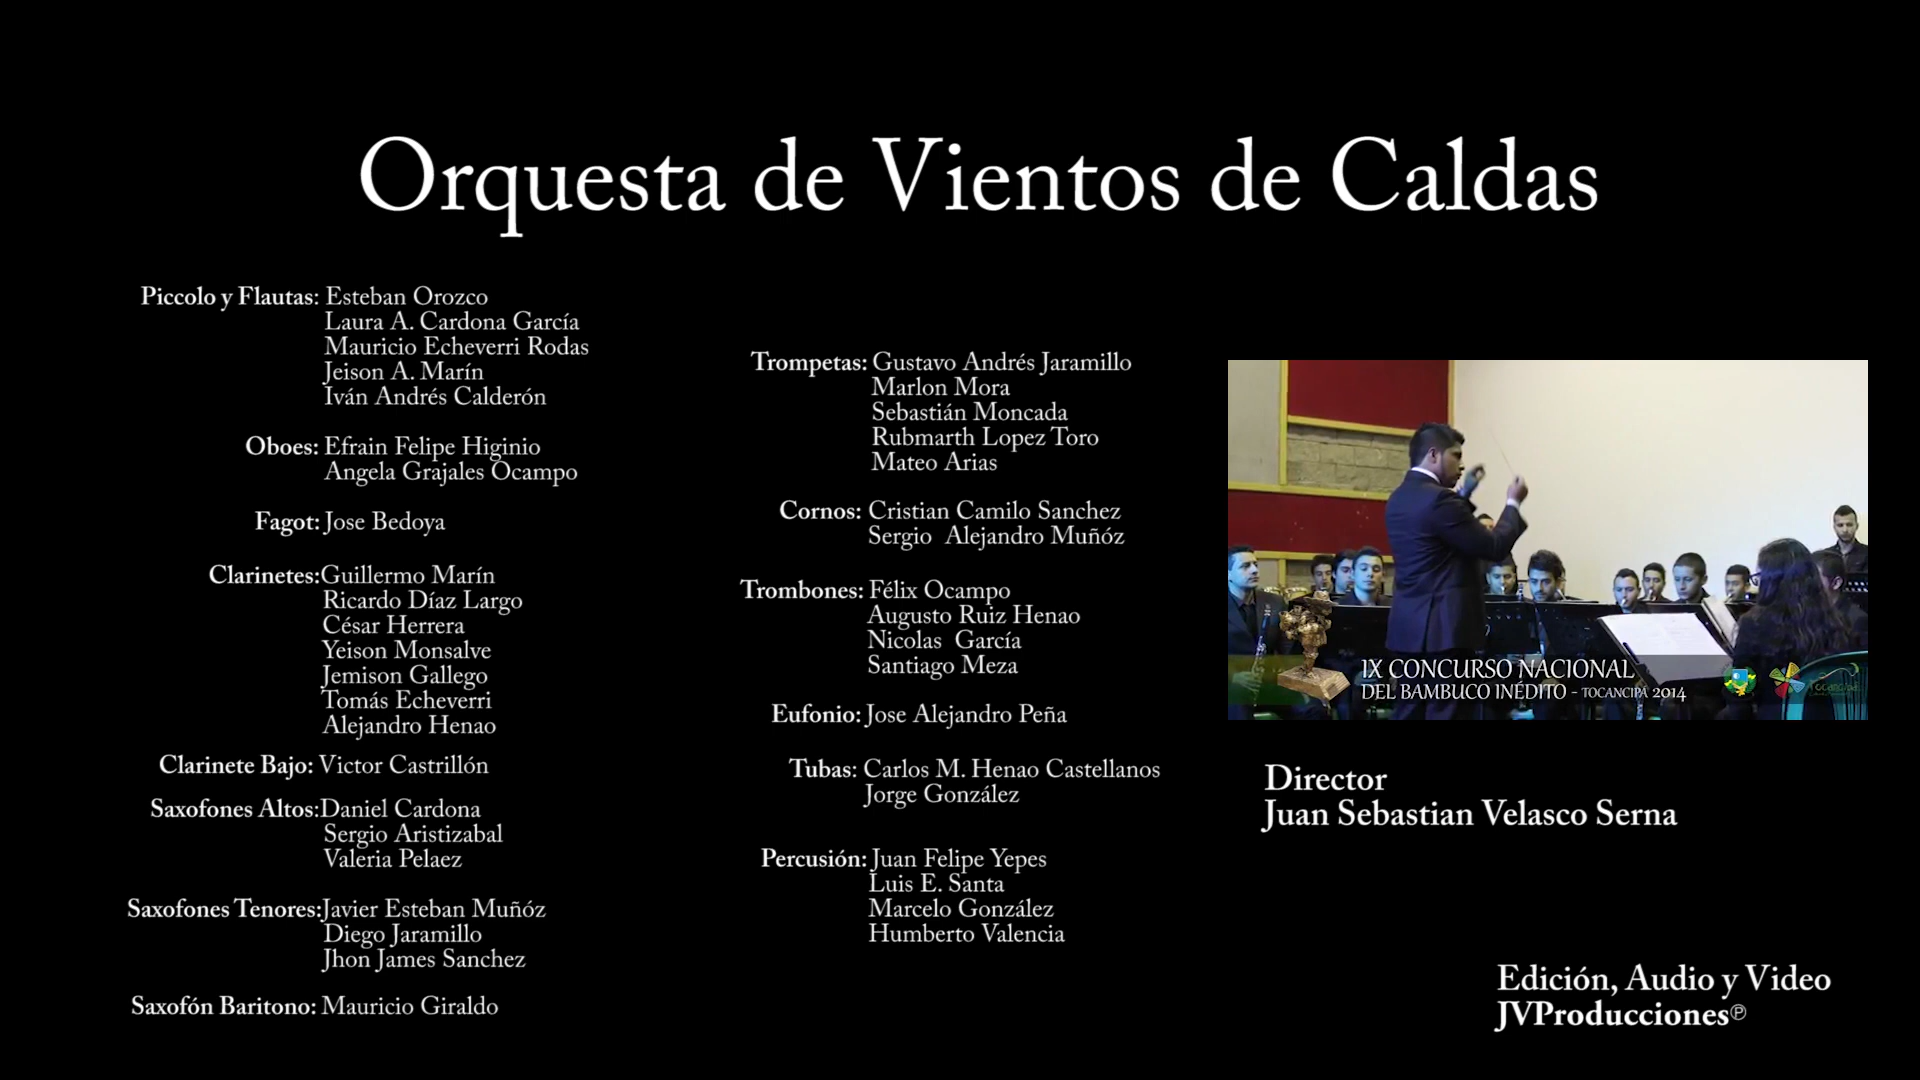 Orquesta de Vientos de Caldas
Piccolo y Flautas: Esteban Orozco
Laura A. Cardona García
Mauricio Echeverri Rodas
Jeison A. Marín
Iván Andrés Calderón
Oboes: Efrain Felipe Higinio
Angela Grajales Ocampo
Fagot: Jose Bedoya
Clarinetes:Guillermo Marín
Ricardo Díaz Largo
César Herrera
Yeison Monsalve
Jemison Gallego
Tomás Echeverri
Alejandro Henao
Clarinete Bajo: Victor Castrillón
Saxofones Altos:Daniel Cardona
Sergio Aristizabal
Valeria Pelaez
Saxofones Tenores:Javier Esteban Muñóz
Diego Jaramillo
Jhon James Sanchez
Saxofón Baritono: Mauricio Giraldo
Trompetas: Gustavo Andrés Jaramillo
Marlon Mora
Sebastián Moncada
Rubmarth Lopez Toro
Mateo Arias
Cornos: Cristian Camilo Sanchez
Sergio Alejandro Muñóz
Trombones: Félix Ocampo
Augusto Ruiz Henao
Nicolas García
Santiago Meza
Eufonio: Jose Alejandro Peña
Tubas: Carlos M. Henao Castellanos
Jorge González
Percusión: Juan Felipe Yepes
Luis E. Santa
Marcelo González
Humberto Valencia
IX CONCURSO NACIONAL
DEL BAMBUCO INÉDITO - TOCANCIPÁ 2014
Director
Juan Sebastian Velasco Serna
Edición, Audio y Video
JVProducciones℗